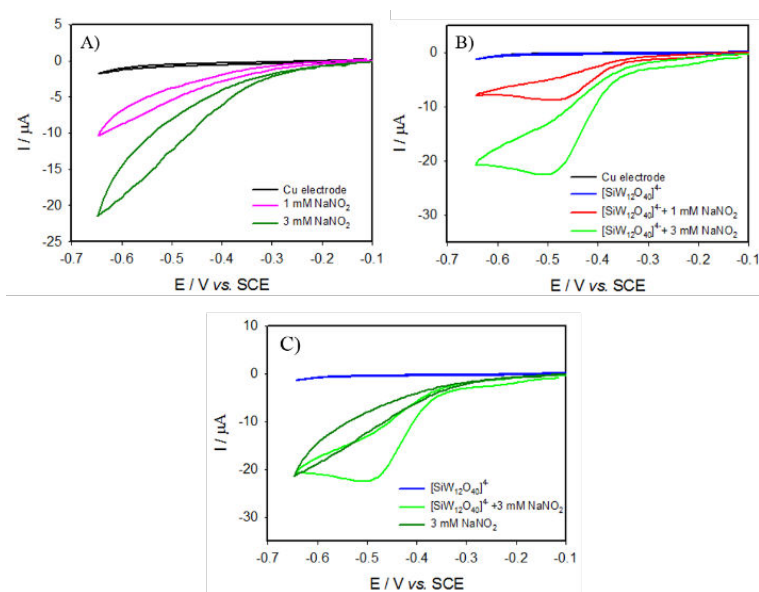 A)
5
0
-5
-10
-15
-20
-25
I / µA
Cu electrode
1 mM NaNO₂
3 mM NaNO₂
-0.7 -0.6 -0.5 -0.4 -0.3 -0.2 -0.1
E / V vs. SCE
B)
0
-10
-20
-30
I / µA
Cu electrode
[SiW₁₂O₄₀]⁴⁻
[SiW₁₂O₄₀]⁴⁻+ 1 mM NaNO₂
[SiW₁₂O₄₀]⁴⁻+ 3 mM NaNO₂
-0.7 -0.6 -0.5 -0.4 -0.3 -0.2 -0.1
E / V vs. SCE
C)
10
0
-10
-20
-30
I / µA
[SiW₁₂O₄₀]⁴⁻
[SiW₁₂O₄₀]⁴⁻ +3 mM NaNO₂
3 mM NaNO₂
-0.7 -0.6 -0.5 -0.4 -0.3 -0.2 -0.1
E / V vs. SCE